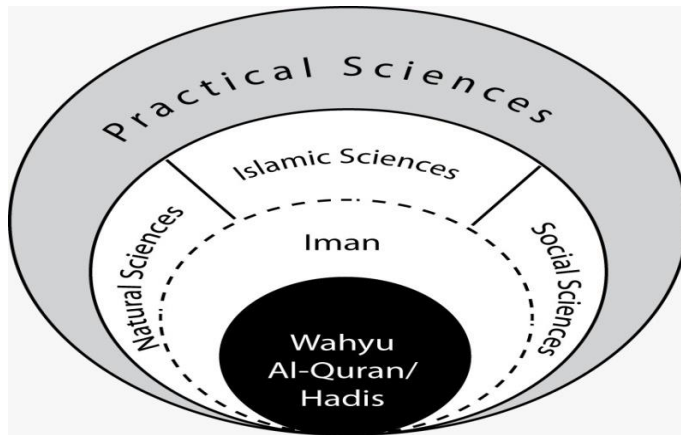 Practical Sciences
Islamic Sciences
Natural Sciences
Social Sciences
Iman
Wahyu
Al-Quran/
Hadis